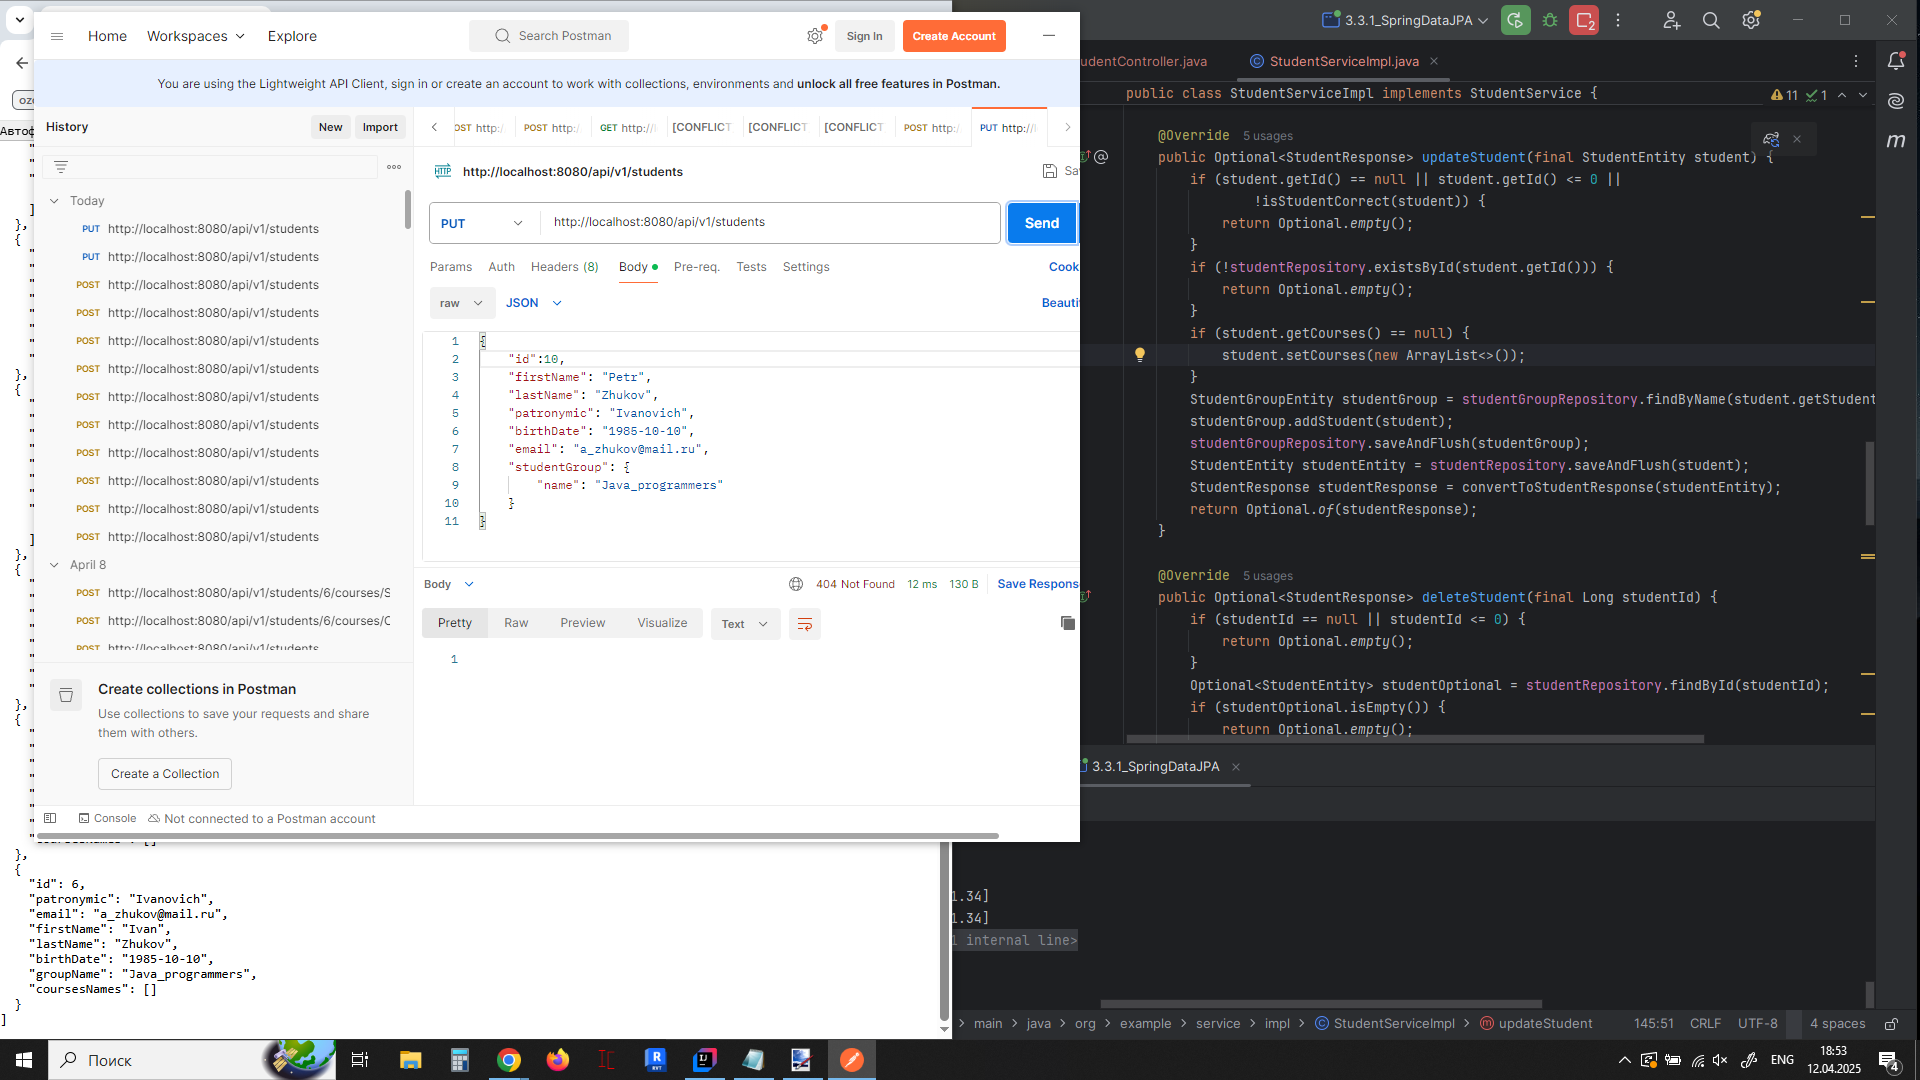 Home
Workspaces
Explore
Search Postman
Sign In
Create Account
You are using the Lightweight API Client, sign in or create an account to work with collections, environments and unlock all free features in Postman.
History
New
Import
Today
PUT http://localhost:8080/api/v1/students
PUT http://localhost:8080/api/v1/students
POST http://localhost:8080/api/v1/students
POST http://localhost:8080/api/v1/students
POST http://localhost:8080/api/v1/students
POST http://localhost:8080/api/v1/students
POST http://localhost:8080/api/v1/students
POST http://localhost:8080/api/v1/students
POST http://localhost:8080/api/v1/students
POST http://localhost:8080/api/v1/students
POST http://localhost:8080/api/v1/students
POST http://localhost:8080/api/v1/students
April 8
POST http://localhost:8080/api/v1/students/6/courses/S
POST http://localhost:8080/api/v1/students/6/courses/C
POST http://localhost:8080/api/v1/students
Create collections in Postman
Use collections to save your requests and share
them with others.
Create a Collection
Console
Not connected to a Postman account
OST http:/
POST http:/
GET http://
[CONFLICT
[CONFLICT
[CONFLICT
POST http:/
PUT http://
http://localhost:8080/api/v1/students
Sa
PUT
http://localhost:8080/api/v1/students
Send
Params
Auth
Headers (8)
Body
Pre-req.
Tests
Settings
Cook
raw
JSON
Beauti
1 {
2 "id":10,
3 "firstName": "Petr",
4 "lastName": "Zhukov",
5 "patronymic": "Ivanovich",
6 "birthDate": "1985-10-10",
7 "email": "a_zhukov@mail.ru",
8 "studentGroup": {
9 "name": "Java_programmers"
10 }
11 }
Body
404 Not Found
12 ms
130 B
Save Respons
Pretty
Raw
Preview
Visualize
Text
1
]
},
{
},
{
]
},
{
},
{
},
{
"id": 6,
"patronymic": "Ivanovich",
"email": "a_zhukov@mail.ru",
"firstName": "Ivan",
"lastName": "Zhukov",
"birthDate": "1985-10-10",
"groupName": "Java_programmers",
"coursesNames": []
}
]
3.3.1_SpringDataJPA
udentController.java
StudentServiceImpl.java
public class StudentServiceImpl implements StudentService {
11
1
@Override 5 usages
public Optional<StudentResponse> updateStudent(final StudentEntity student) {
if (student.getId() == null || student.getId() <= 0 ||
!isStudentCorrect(student)) {
return Optional.empty();
}
if (!studentRepository.existsById(student.getId())) {
return Optional.empty();
}
if (student.getCourses() == null) {
student.setCourses(new ArrayList<>());
}
StudentGroupEntity studentGroup = studentGroupRepository.findByName(student.getStudent
studentGroup.addStudent(student);
studentGroupRepository.saveAndFlush(studentGroup);
StudentEntity studentEntity = studentRepository.saveAndFlush(student);
StudentResponse studentResponse = convertToStudentResponse(studentEntity);
return Optional.of(studentResponse);
}
@Override 5 usages
public Optional<StudentResponse> deleteStudent(final Long studentId) {
if (studentId == null || studentId <= 0) {
return Optional.empty();
}
Optional<StudentEntity> studentOptional = studentRepository.findById(studentId);
if (studentOptional.isEmpty()) {
return Optional.empty();
3.3.1_SpringDataJPA
1.34]
1.34]
1 internal line>
main > java > org > example > service > impl > StudentServiceImpl > updateStudent
145:51
CRLF
UTF-8
4 spaces
Поиск
ENG
18:53
12.04.2025
4